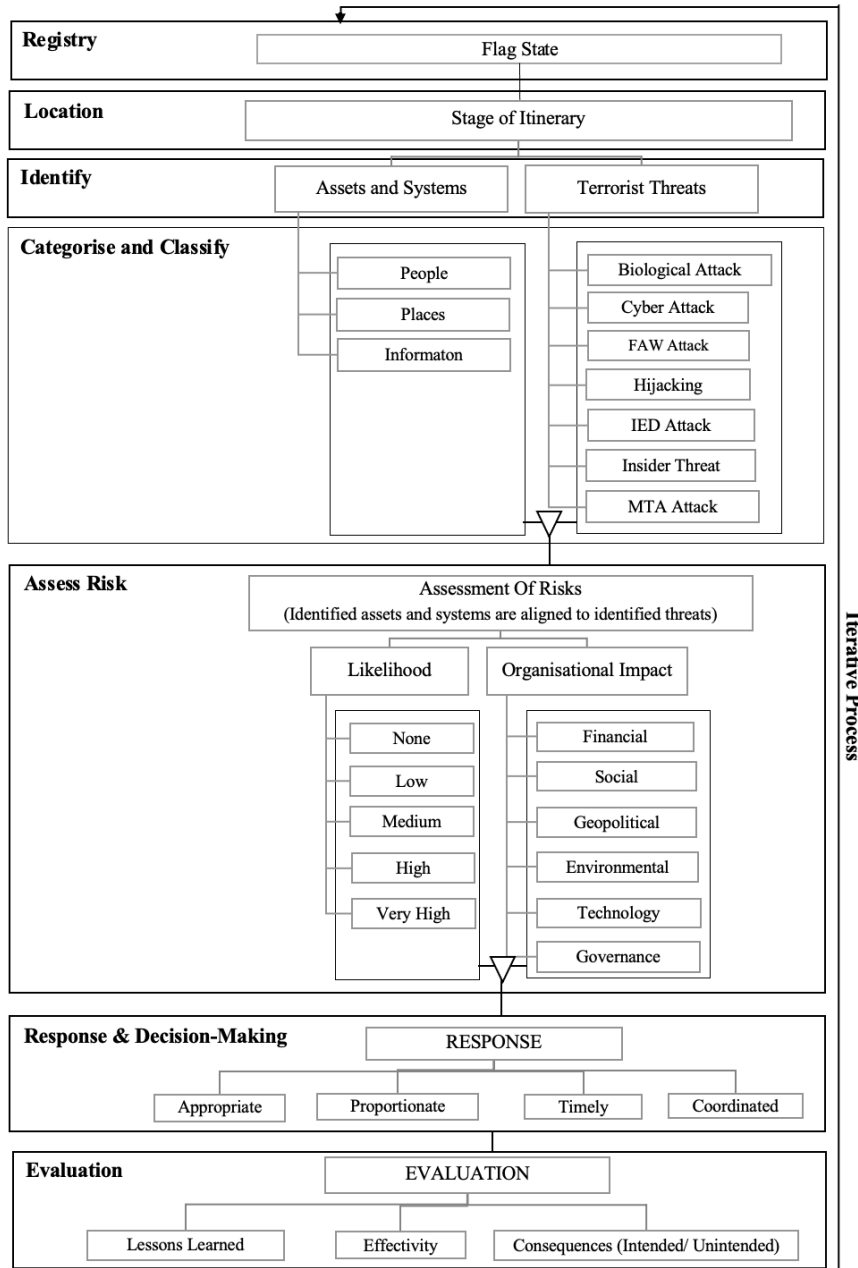 Registry
Flag State
Location
Stage of Itinerary
Identify
Assets and Systems
Terrorist Threats
Categorise and Classify
People
Places
Informaton
Biological Attack
Cyber Attack
FAW Attack
Hijacking
IED Attack
Insider Threat
MTA Attack
Assess Risk
Assessment Of Risks
(Identified assets and systems are aligned to identified threats)
Likelihood
Organisational Impact
None
Low
Medium
High
Very High
Financial
Social
Geopolitical
Environmental
Technology
Governance
Iterative Process
Response & Decision-Making
RESPONSE
Appropriate
Proportionate
Timely
Coordinated
Evaluation
EVALUATION
Lessons Learned
Effectivity
Consequences (Intended/ Unintended)